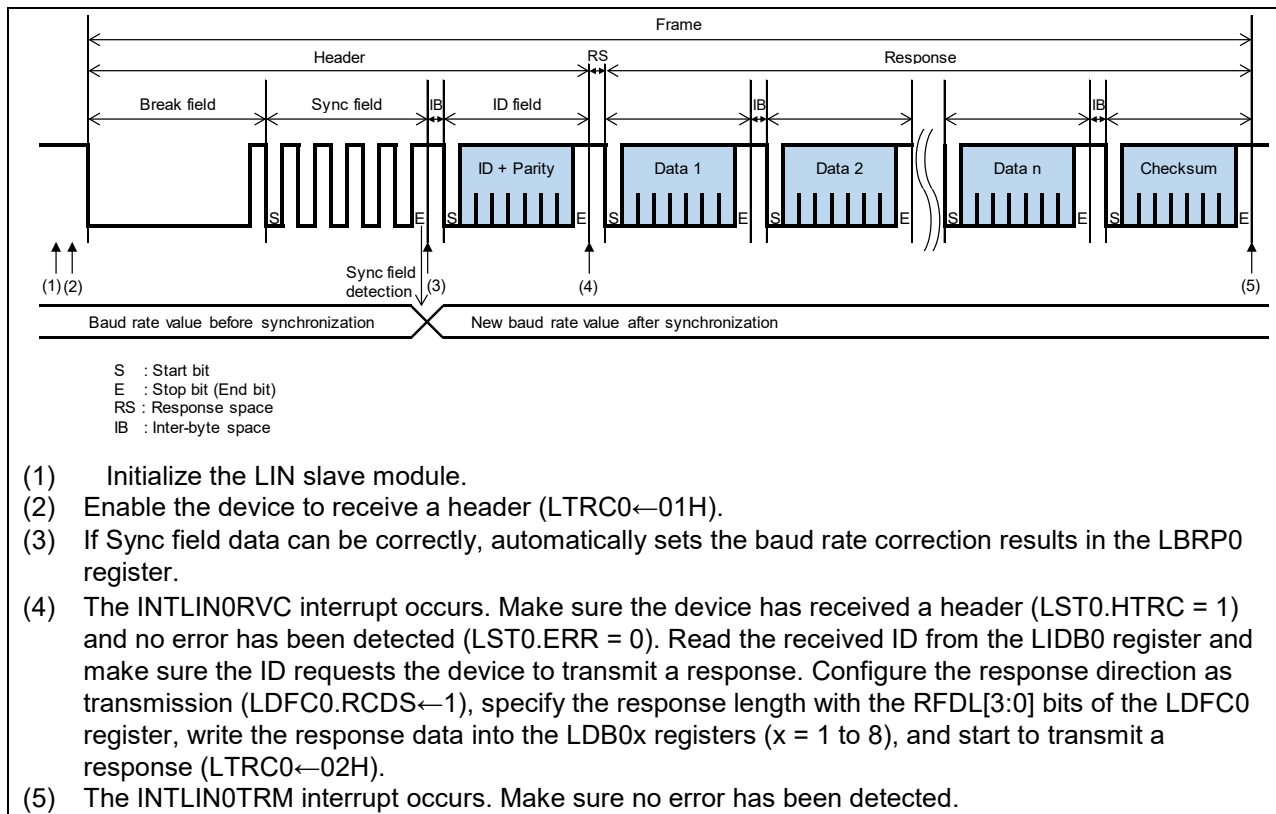 Frame
Header RS Response
Break field Sync field IB ID field IB IB
ID + Parity Data 1 Data 2 Data n Checksum
S E S E S E S E S E S E
(1) (2) Sync field detection (3) (4) (5)
Baud rate value before synchronization New baud rate value after synchronization
S : Start bit
E : Stop bit (End bit)
RS : Response space
IB : Inter-byte space
(1) Initialize the LIN slave module.
(2) Enable the device to receive a header (LTRC0←01H).
(3) If Sync field data can be correctly, automatically sets the baud rate correction results in the LBRP0
register.
(4) The INTLIN0RVC interrupt occurs. Make sure the device has received a header (LST0.HTRC = 1)
and no error has been detected (LST0.ERR = 0). Read the received ID from the LIDB0 register and
make sure the ID requests the device to transmit a response. Configure the response direction as
transmission (LDFC0.RCDS←1), specify the response length with the RFDL[3:0] bits of the LDFC0
register, write the response data into the LDB0x registers (x = 1 to 8), and start to transmit a
response (LTRC0←02H).
(5) The INTLIN0TRM interrupt occurs. Make sure no error has been detected.